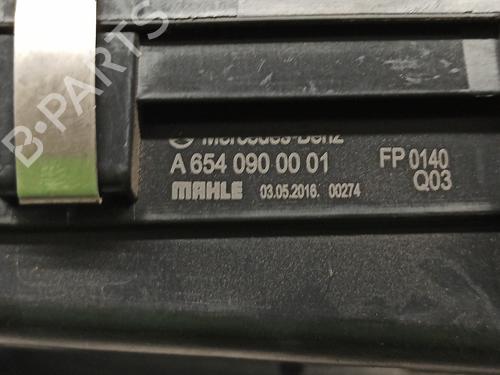 B-PARTS
Mercedes-Benz
A 654 090 00 01 FP 0140
MAHLE 03.05.2016. 00274 Q03